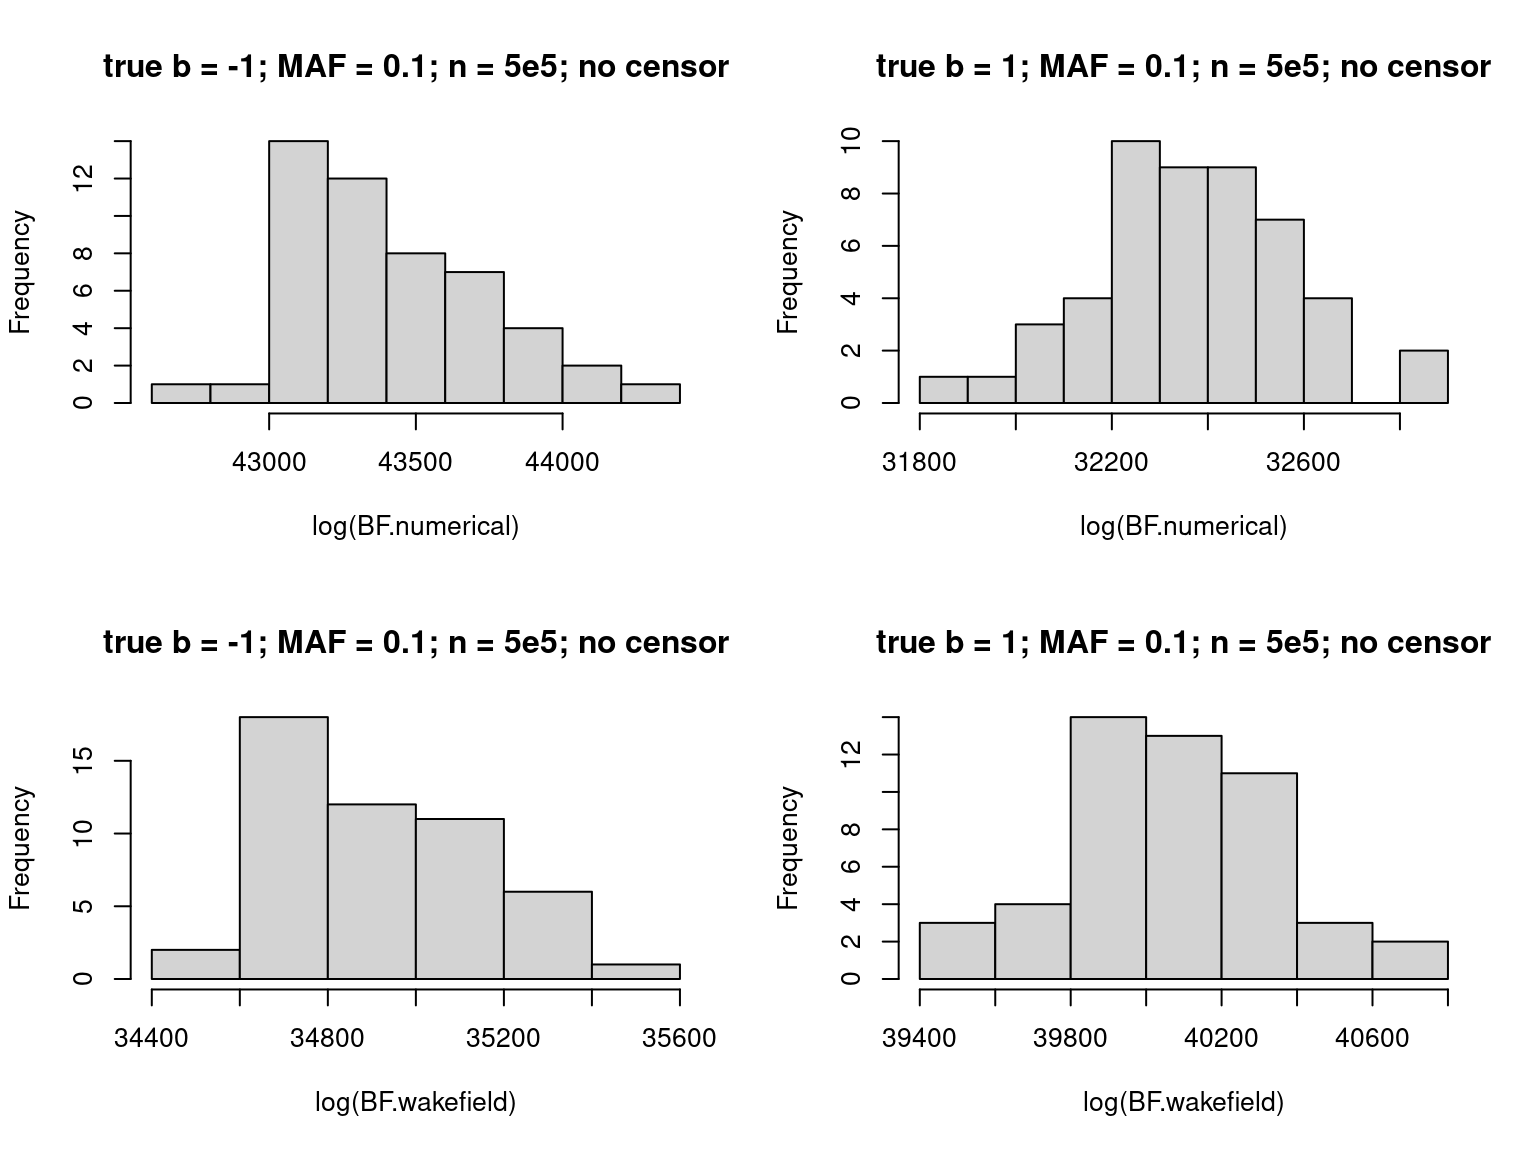 true b = -1; MAF = 0.1; n = 5e5; no censor
Frequency
12
8
6
4
2
0
43000 43500 44000
log(BF.numerical)
true b = 1; MAF = 0.1; n = 5e5; no censor
Frequency
10
8
6
4
2
0
31800 32200 32600
log(BF.numerical)
true b = -1; MAF = 0.1; n = 5e5; no censor
Frequency
15
10
5
0
34400 34800 35200 35600
log(BF.wakefield)
true b = 1; MAF = 0.1; n = 5e5; no censor
Frequency
12
8
6
4
2
0
39400 39800 40200 40600
log(BF.wakefield)